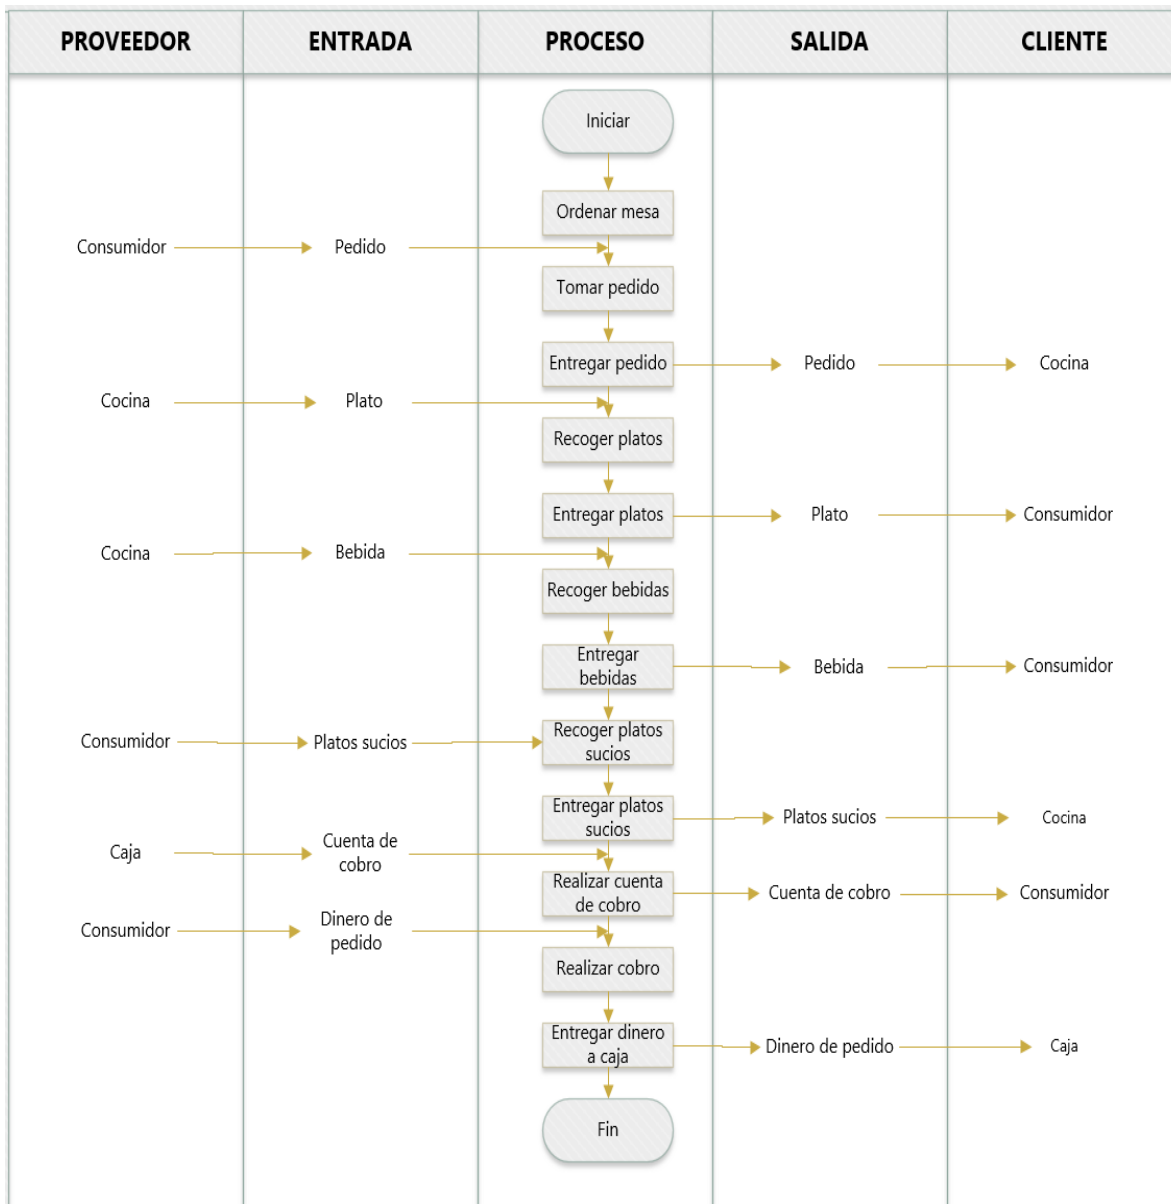 PROVEEDOR ENTRADA PROCESO SALIDA CLIENTE
Iniciar
Ordenar mesa
Consumidor Pedido
Tomar pedido
Entregar pedido Pedido Cocina
Cocina Plato
Recoger platos
Entregar platos Plato Consumidor
Cocina Bebida
Recoger bebidas
Entregar
bebidas
Bebida Consumidor
Consumidor Platos sucios
Recoger platos
sucios
Entregar platos
sucios
Platos sucios Cocina
Caja
Cuenta de
cobro
Realizar cuenta
de cobro
Cuenta de cobro Consumidor
Consumidor
Dinero de
pedido
Realizar cobro
Entregar dinero
a caja
Dinero de pedido Caja
Fin